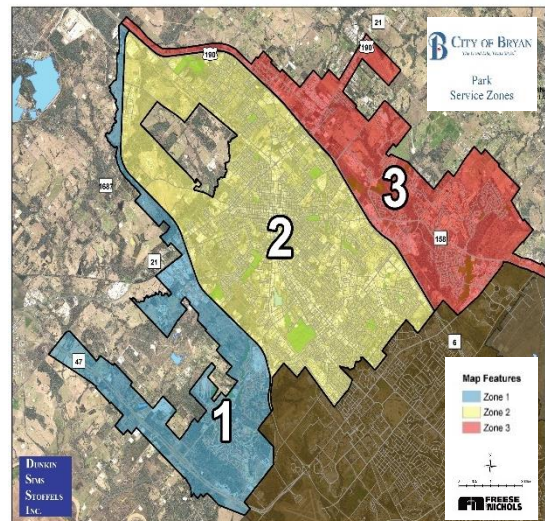 21
CITY OF BRYAN
Park
Service Zones
190
190
3
1687
2
158
21
47
6
1
Map Features
Zone 1
Zone 2
Zone 3
DUNKIN
SIMS
STOFFELS
INC.
FREESE
NICHOLS